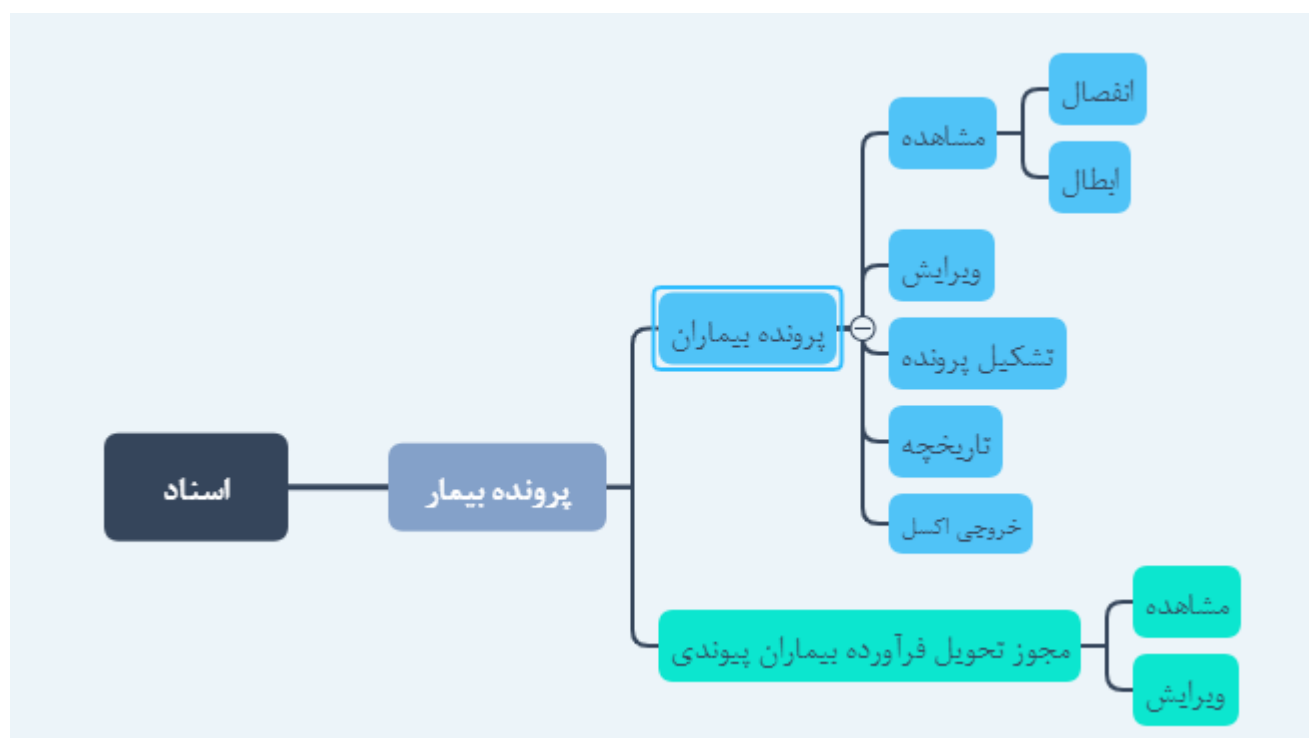 اسناد
پرونده بیمار
پرونده بیماران
مشاهده
انفصال
ابطال
ویرایش
تشکیل پرونده
تاریخچه
خروجی اکسل
مجوز تحویل فرآورده بیماران پیوندی
مشاهده
ویرایش